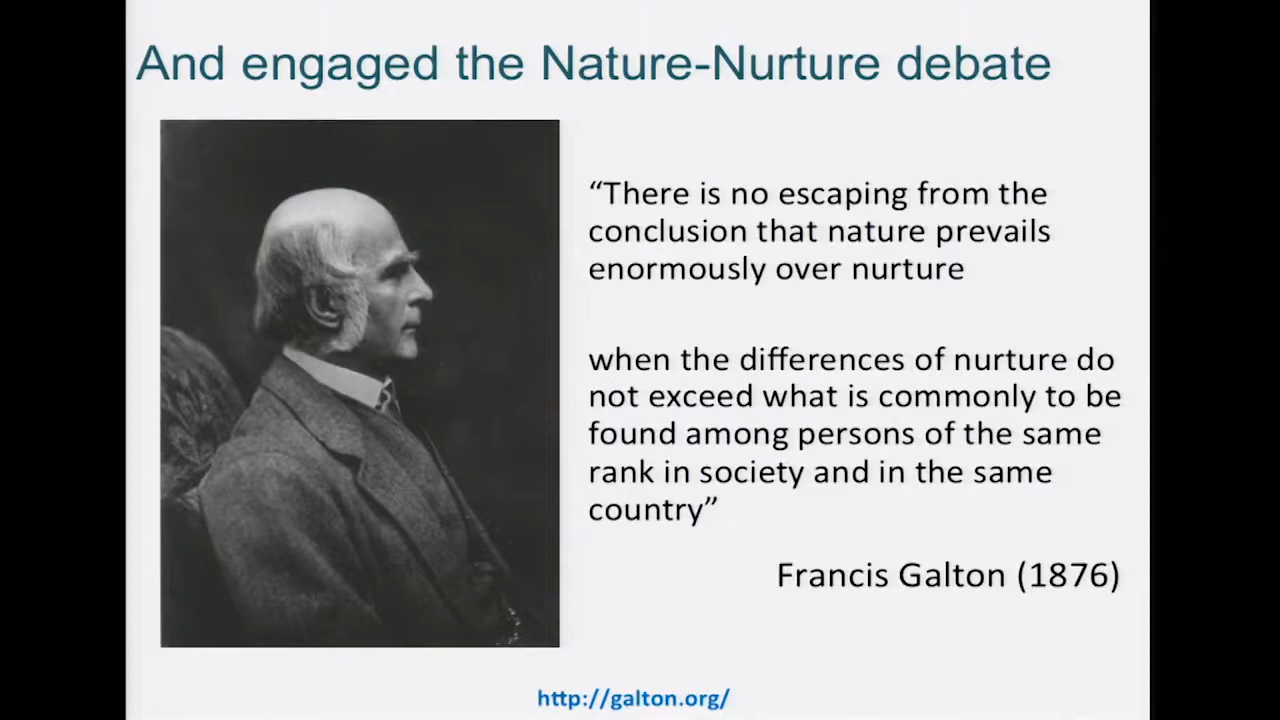 And engaged the Nature-Nurture debate
“There is no escaping from the
conclusion that nature prevails
enormously over nurture
when the differences of nurture do
not exceed what is commonly to be
found among persons of the same
rank in society and in the same
country”
Francis Galton (1876)
http://galton.org/